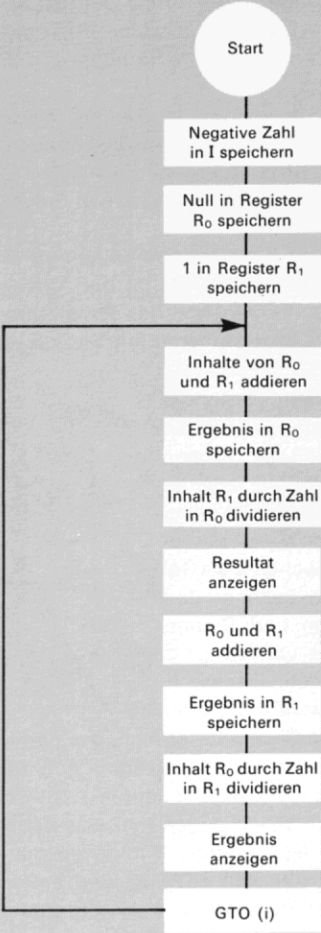 Start
Negative Zahl
in I speichern
Null in Register
R₀ speichern
1 in Register R₁
speichern
Inhalte von R₀
und R₁ addieren
Ergebnis in R₀
speichern
Inhalt R₁ durch Zahl
in R₀ dividieren
Resultat
anzeigen
R₀ und R₁
addieren
Ergebnis in R₁
speichern
Inhalt R₀ durch Zahl
in R₁ dividieren
Ergebnis
anzeigen
GTO (i)